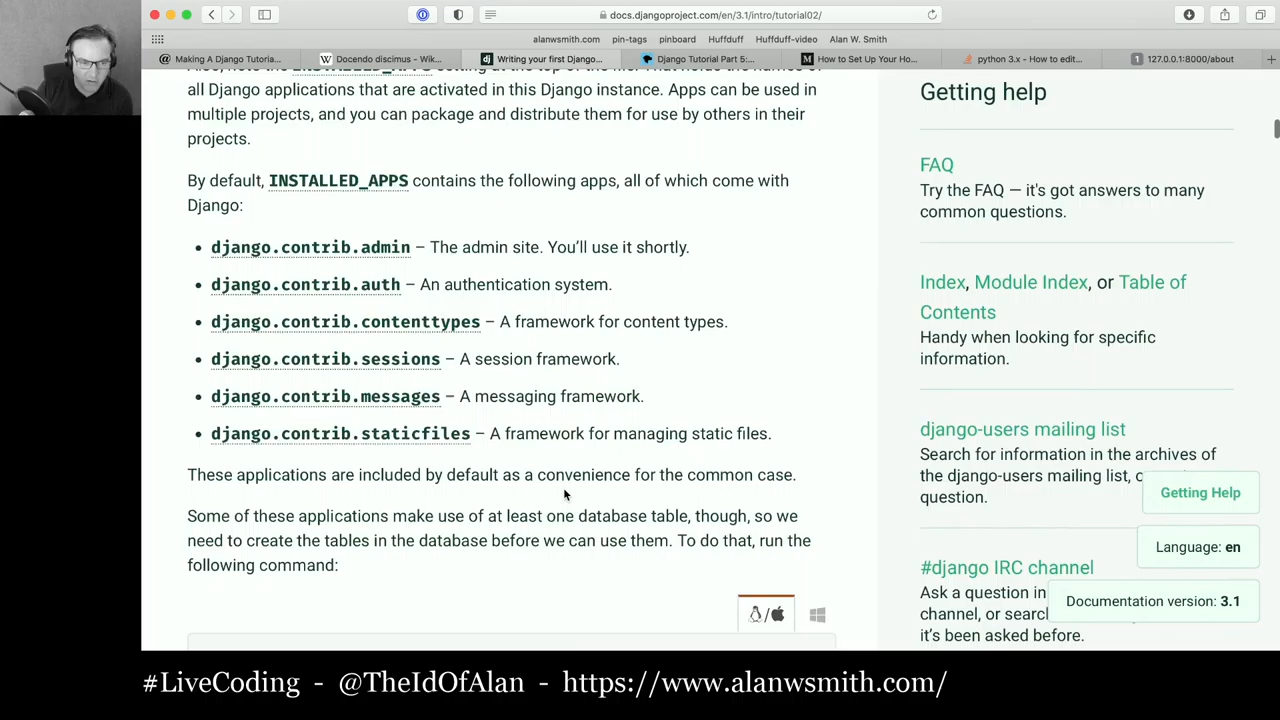 docs.djangoproject.com/en/3.1/intro/tutorial02/
alanwsmith.com pin-tags pinboard Huffduff Huffduff-video Alan W. Smith
Making A Django Tutoria... Docendo discimus - Wik... Writing your first Django... Django Tutorial Part 5:... How to Set Up Your Ho... python 3.x - How to edit... 1 127.0.0.1:8000/about
all Django applications that are activated in this Django instance. Apps can be used in
multiple projects, and you can package and distribute them for use by others in their
projects.
By default, INSTALLED_APPS contains the following apps, all of which come with
Django:
• django.contrib.admin – The admin site. You’ll use it shortly.
• django.contrib.auth – An authentication system.
• django.contrib.contenttypes – A framework for content types.
• django.contrib.sessions – A session framework.
• django.contrib.messages – A messaging framework.
• django.contrib.staticfiles – A framework for managing static files.
These applications are included by default as a convenience for the common case.
Some of these applications make use of at least one database table, though, so we
need to create the tables in the database before we can use them. To do that, run the
following command:
Getting help
FAQ
Try the FAQ — it's got answers to many
common questions.
Index, Module Index, or Table of
Contents
Handy when looking for specific
information.
django-users mailing list
Search for information in the archives of
the django-users mailing list,
question.
Getting Help
Language: en
#django IRC channel
Ask a question in
Documentation version: 3.1
channel, or search
it’s been asked before.
#LiveCoding - @TheIdOfAlan - https://www.alanwsmith.com/